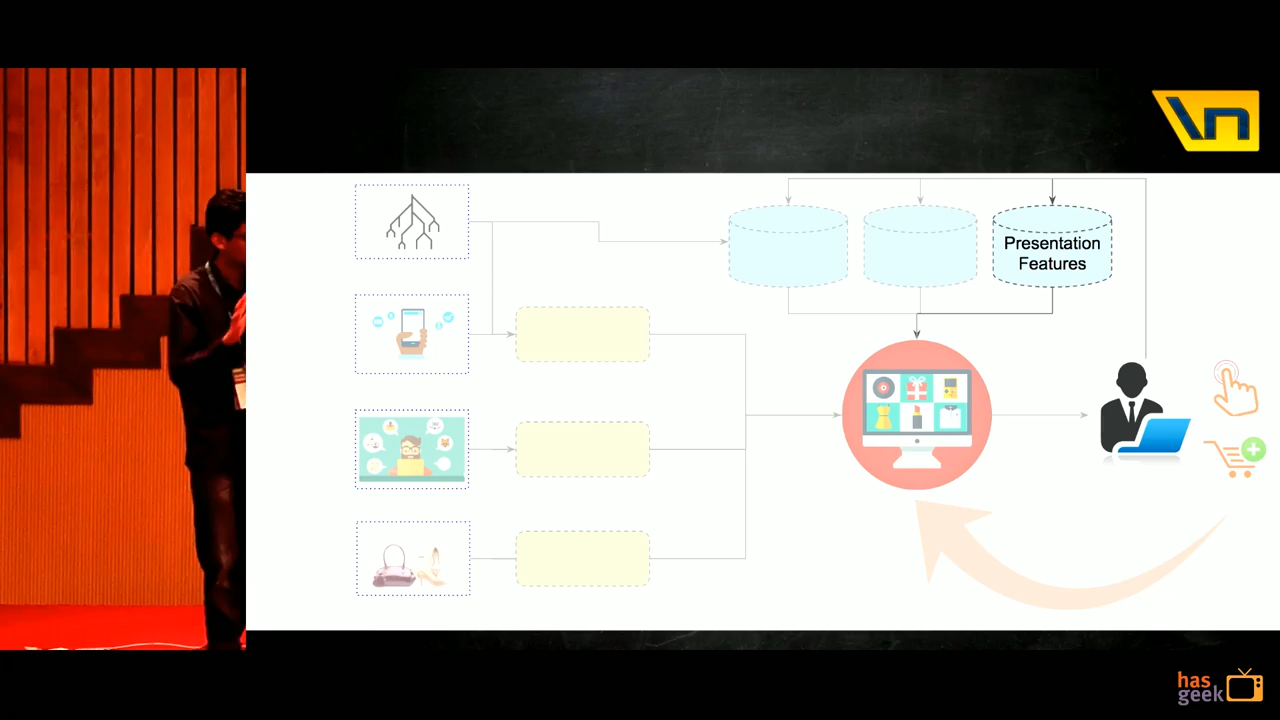 \n
Presentation
Features
has
geek